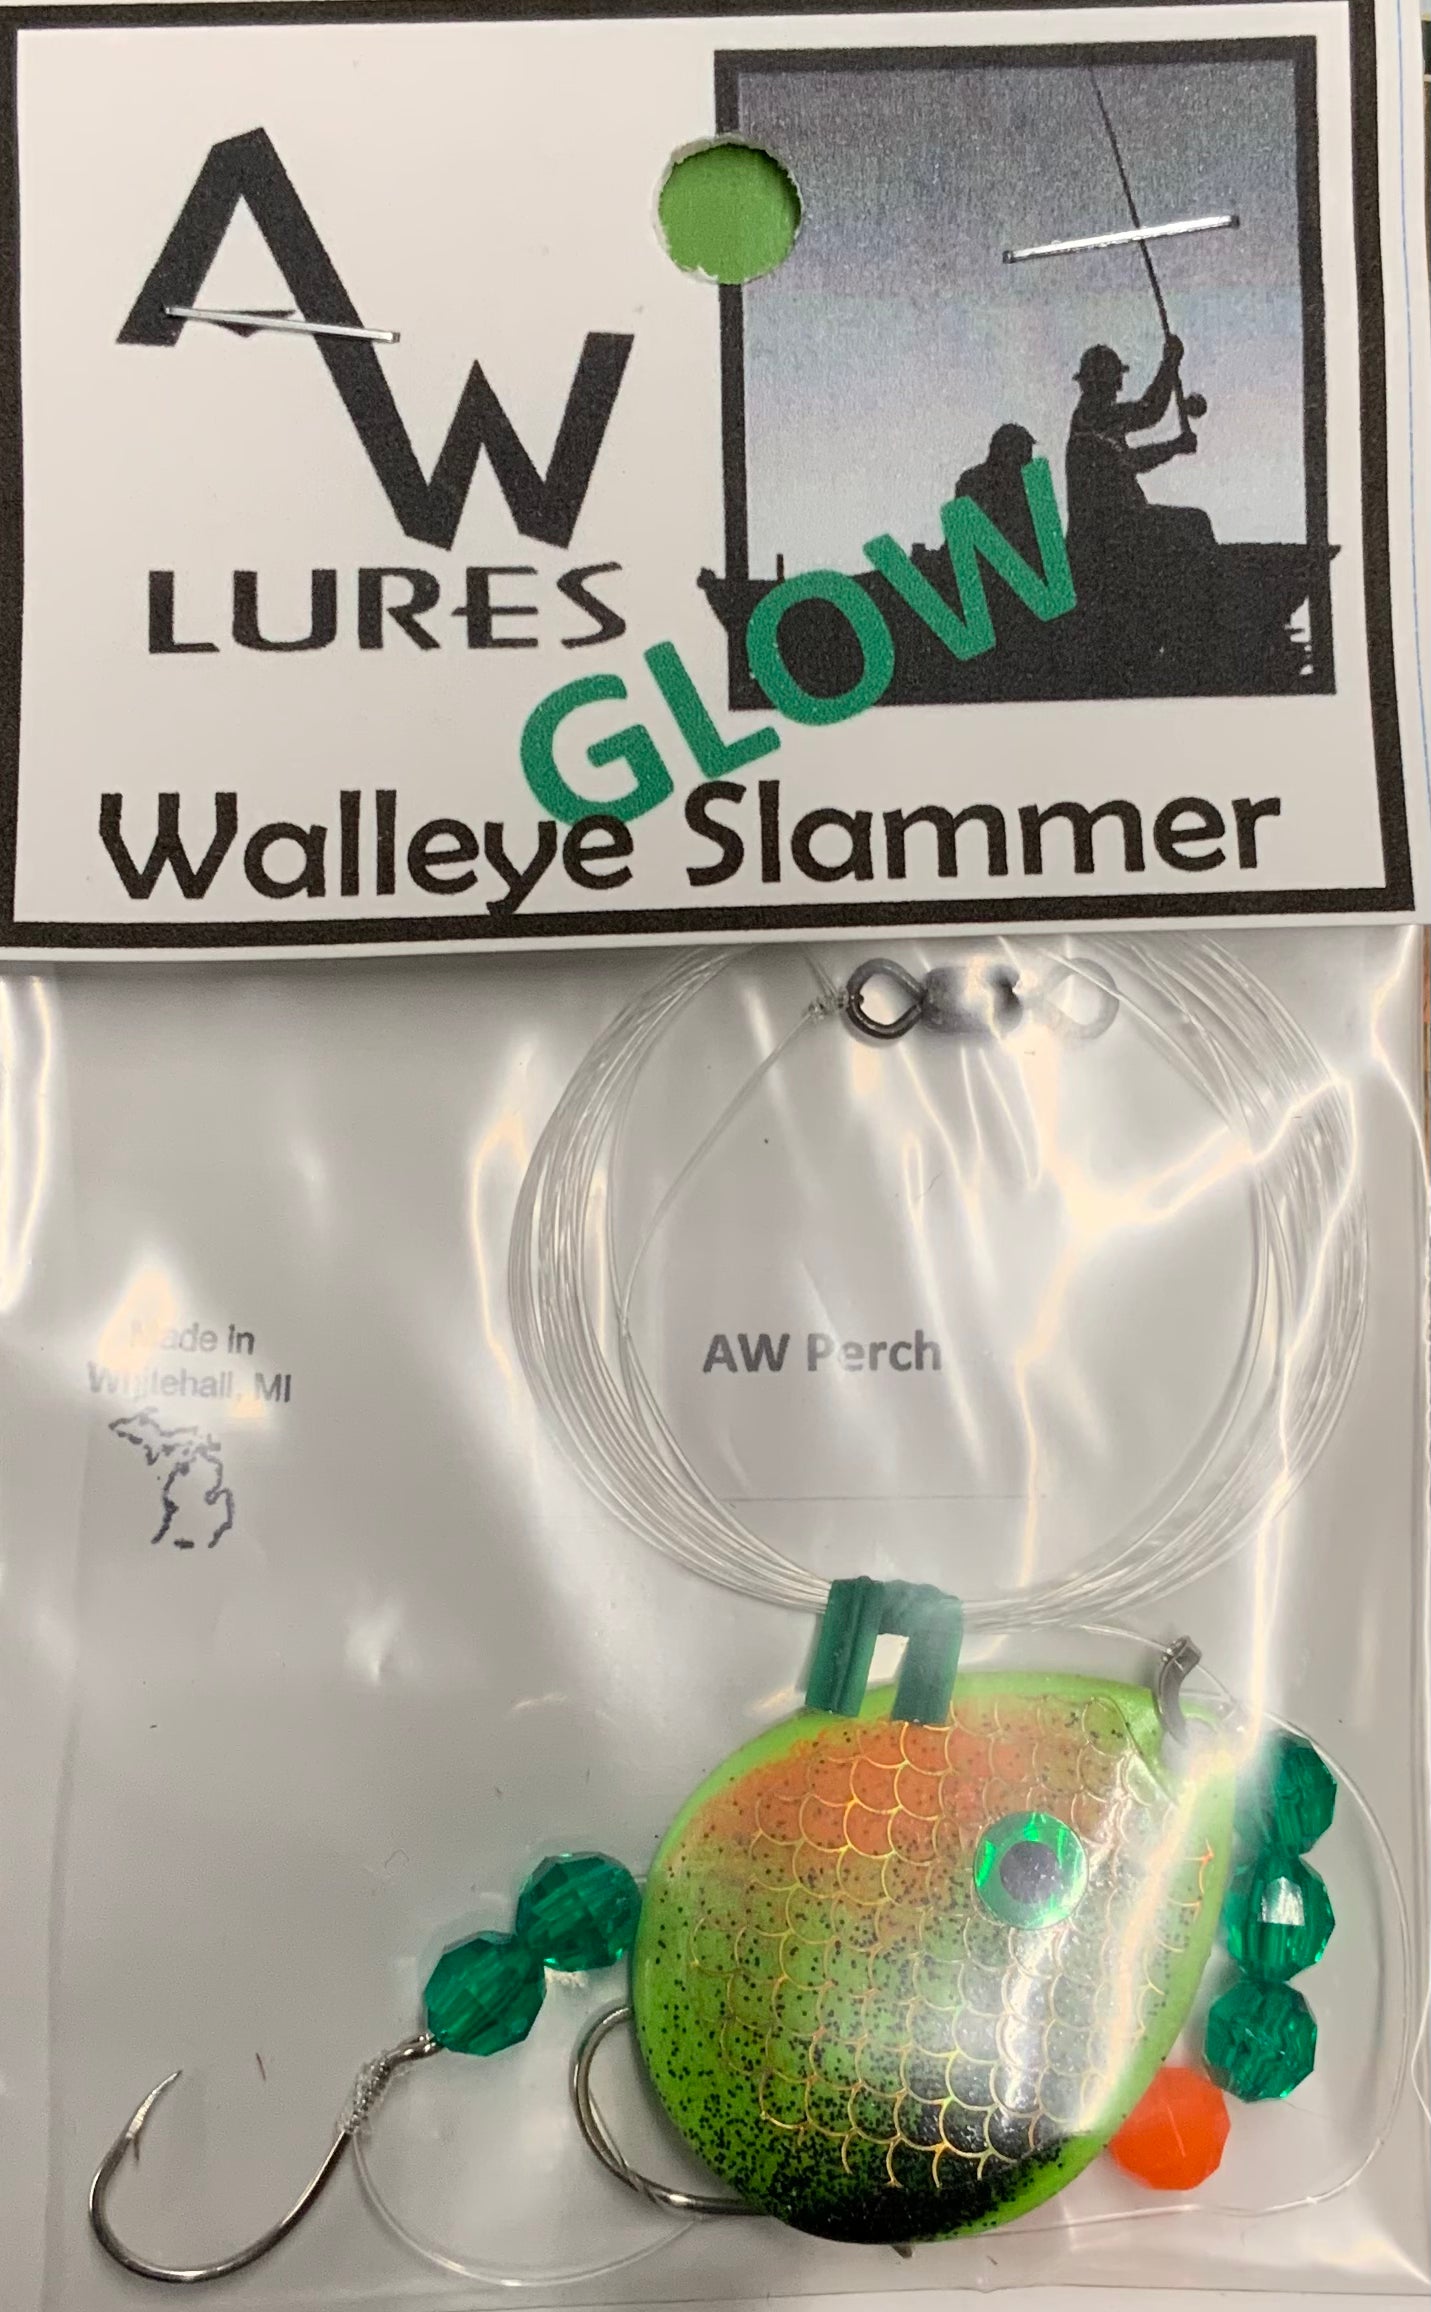 AW
LURES
GLOW
Walleye Slammer
AW Perch
Made in
Whitehall, MI